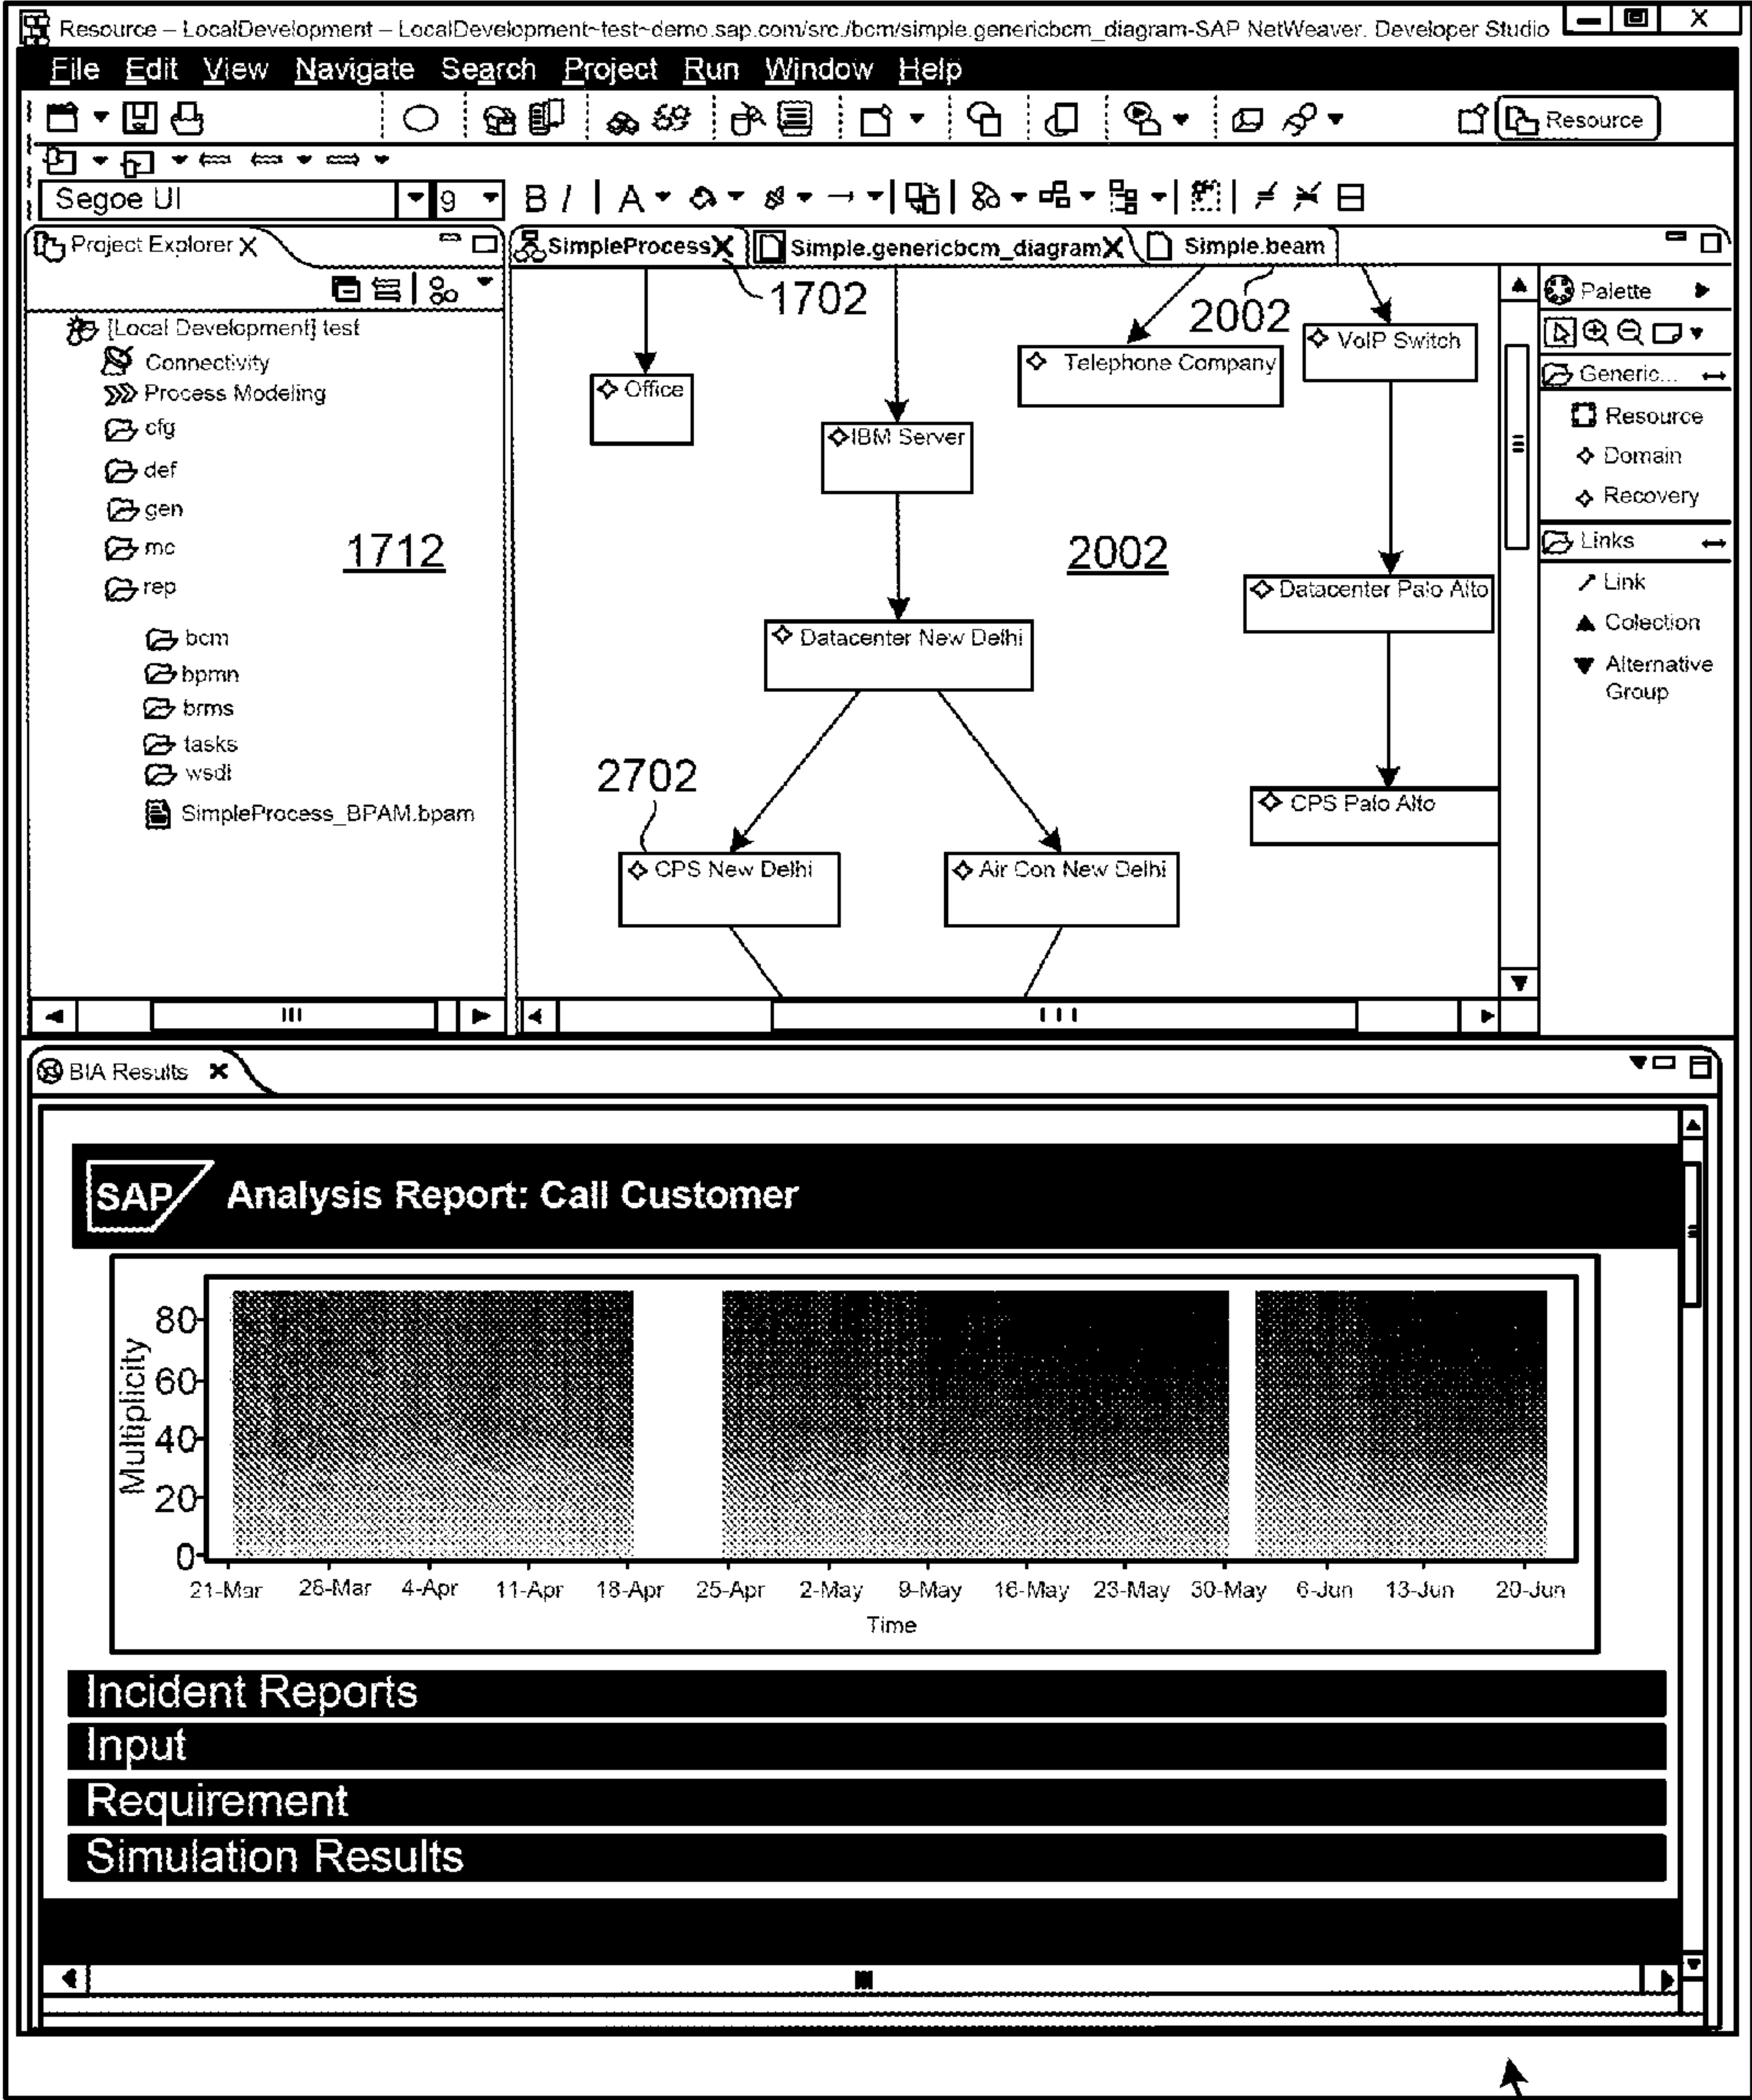 Resource – LocalDevelopment – LocalDevelopment~test~demo.sap.com/src./bcm/simple.genericbcm_diagram-SAP NetWeaver. Developer Studio
File Edit View Navigate Search Project Run Window Help
Resource
Segoe UI 9 B I A
Project Explorer X
SimpleProcess X Simple.genericbcm_diagram X Simple.beam
1702
2002
[Local Development] test
Connectivity
Process Modeling
cfg
def
gen
mc
rep
bcm
bpmn
brms
tasks
wsdl
SimpleProcess_BPAM.bpam
1712
Office
IBM Server
Telephone Company
VoIP Switch
2002
Datacenter New Delhi
Datacenter Palo Alto
2702
CPS New Delhi
Air Con New Delhi
CPS Palo Alto
Palette
Generic...
Resource
Domain
Recovery
Links
Link
Colection
Alternative
Group
BIA Results X
SAP Analysis Report: Call Customer
Multiplicity
80
60
40
20
0
21-Mar 28-Mar 4-Apr 11-Apr 18-Apr 25-Apr 2-May 9-May 16-May 23-May 30-May 6-Jun 13-Jun 20-Jun
Time
Incident Reports
Input
Requirement
Simulation Results